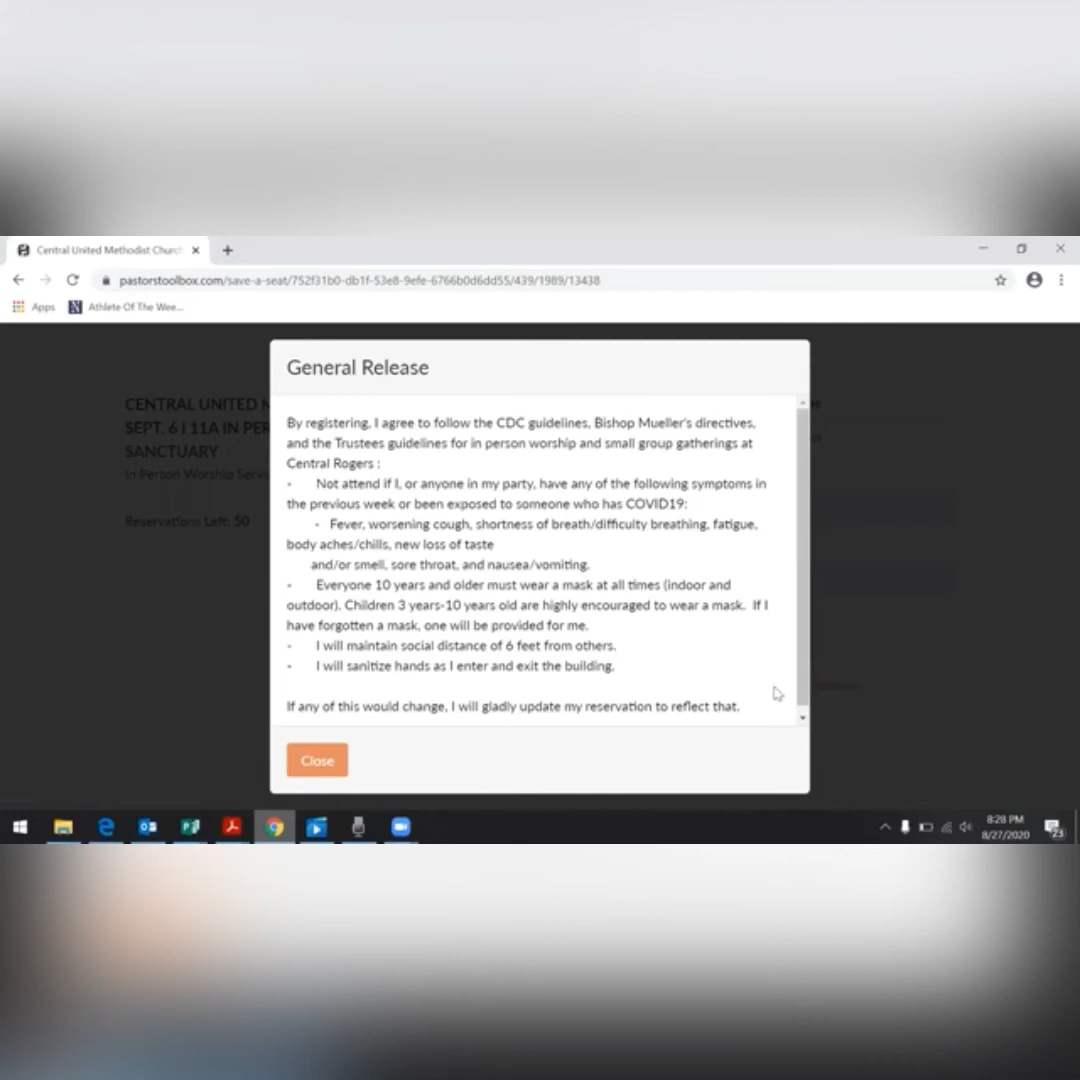 Central United Methodist Church
pastorstoolbox.com/save-a-seat/752f31b0-db1f-53e8-9efe-6766b0d6dd55/439/1989/13438
Apps Athlete Of The Wee...
General Release
CENTRAL UNITED
SEPT. 6 I 11A IN PER
SANCTUARY
In Person Worship Serv
Reservations Left: 50
By registering, I agree to follow the CDC guidelines, Bishop Mueller's directives,
and the Trustees guidelines for in person worship and small group gatherings at
Central Rogers :
- Not attend if I, or anyone in my party, have any of the following symptoms in
the previous week or been exposed to someone who has COVID19:
- Fever, worsening cough, shortness of breath/difficulty breathing, fatigue,
body aches/chills, new loss of taste
and/or smell, sore throat, and nausea/vomiting.
- Everyone 10 years and older must wear a mask at all times (indoor and
outdoor). Children 3 years-10 years old are highly encouraged to wear a mask. If I
have forgotten a mask, one will be provided for me.
- I will maintain social distance of 6 feet from others.
- I will sanitize hands as I enter and exit the building.
If any of this would change, I will gladly update my reservation to reflect that.
Close
8:28 PM
8/27/2020
23